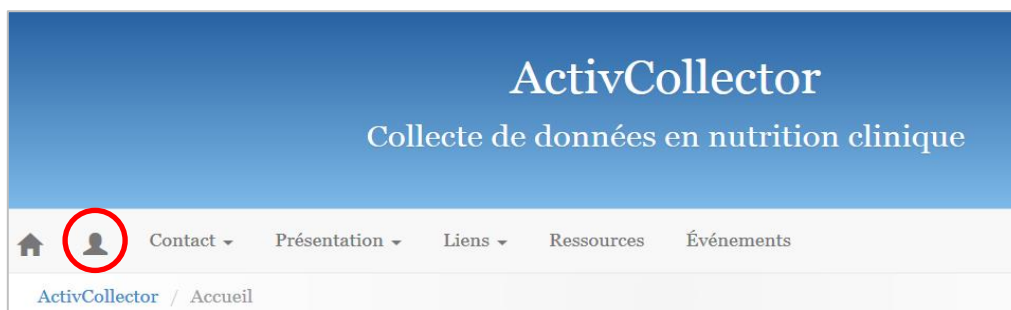 ActivCollector
Collecte de données en nutrition clinique
Contact Présentation Liens Ressources Événements
ActivCollector / Accueil